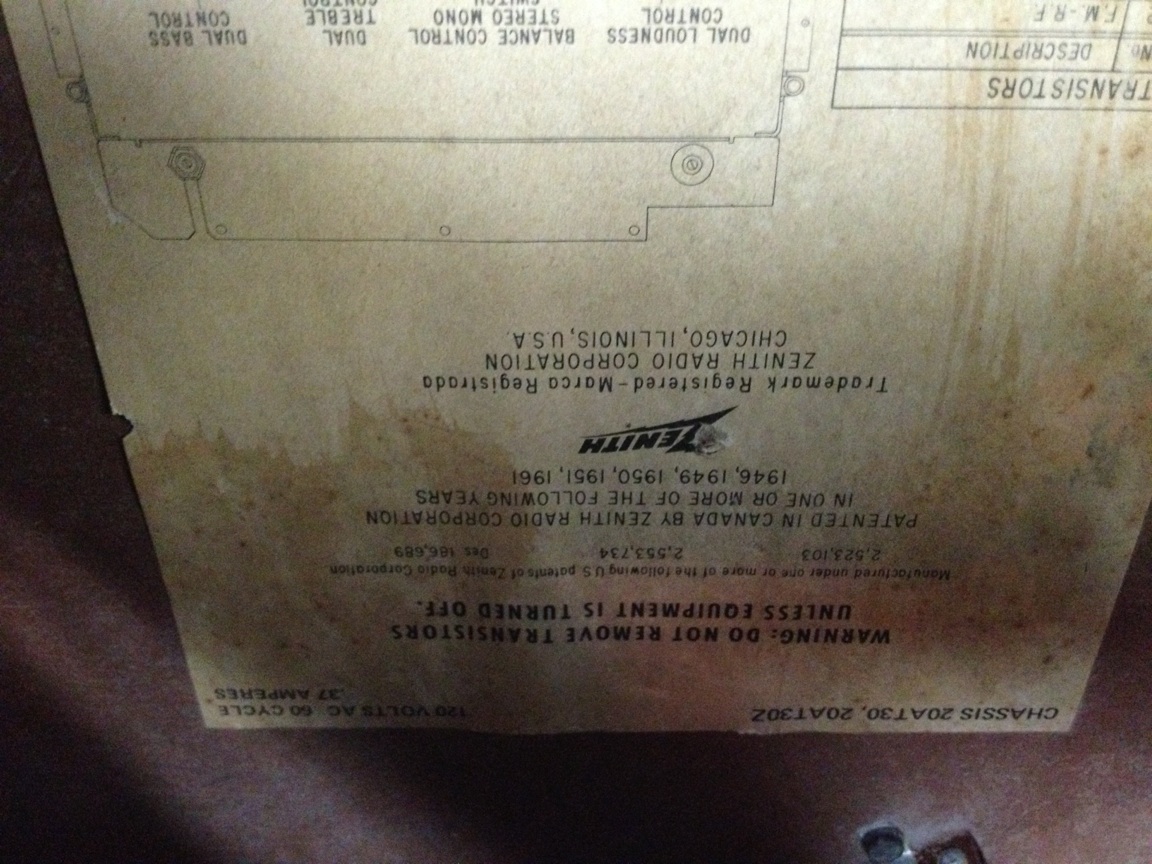 CHASSIS 20AT30, 20AT30Z
120 VOLTS AC 60 CYCLE
.37 AMPERES
WARNING: DO NOT REMOVE TRANSISTORS
UNLESS EQUIPMENT IS TURNED OFF.
Manufactured under one or more of the following U.S patents of Zenith Radio Corporation
2,523,103 2,553,734 Des 186,689
PATENTED IN CANADA BY ZENITH RADIO CORPORATION
IN ONE OR MORE OF THE FOLLOWING YEARS
1946, 1949, 1950, 1951, 1961
ZENITH
Trademark Registered-Marca Registrada
ZENITH RADIO CORPORATION
CHICAGO, ILLINOIS, U.S.A.
TRANSISTORS
No DESCRIPTION
F.M.-R.F.
DUAL LOUDNESS
CONTROL
BALANCE CONTROL
STEREO MONO
SWITCH
DUAL
TREBLE
CONTROL
DUAL BASS
CONTROL